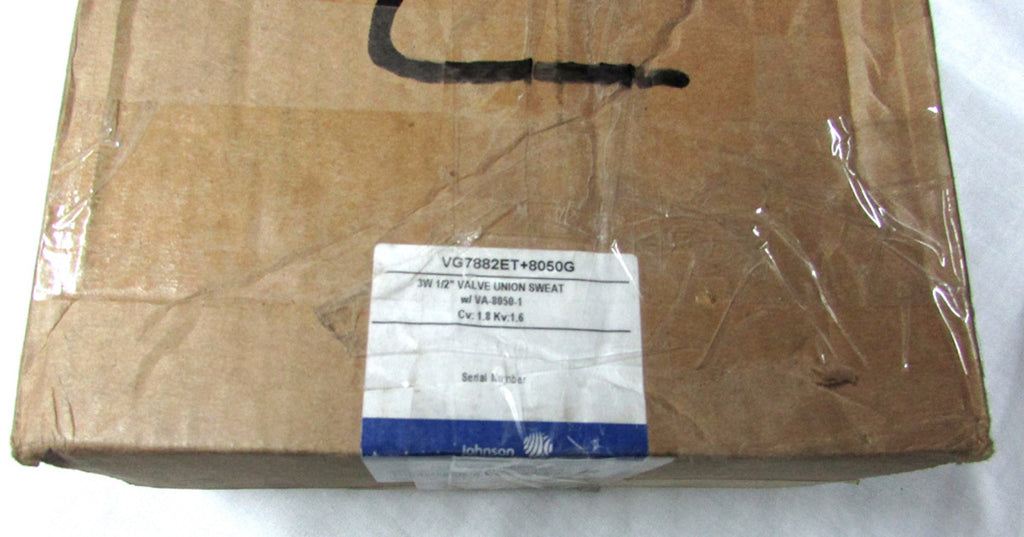 VG7882ET+8050G
3W 1/2" VALVE UNION SWEAT
w/ VA-8050-1
Cv: 1.8 Kv:1.6
Serial Number
Johnson